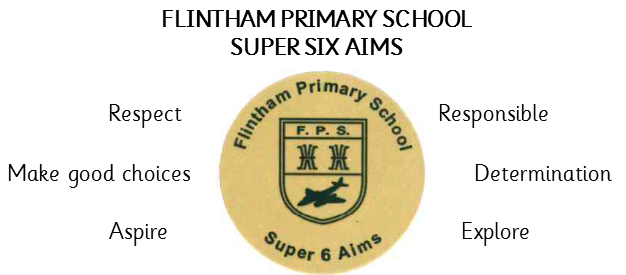 FLINTHAM PRIMARY SCHOOL
SUPER SIX AIMS
Respect
Responsible
Make good choices
Determination
Aspire
Explore
Flintham Primary School
F. P. S.
Super 6 Aims